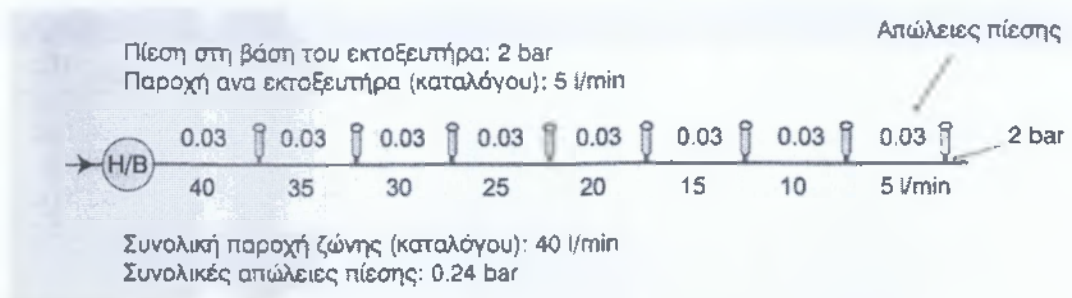 Απώλειες πίεσης
Πίεση στη βάση του εκτοξευτήρα: 2 bar
Παροχή ανα εκτοξευτήρα (καταλόγου): 5 l/min
0.03 0.03 0.03 0.03 0.03 0.03 0.03 0.03 2 bar
H/B
40 35 30 25 20 15 10 5 l/min
Συνολική παροχή ζώνης (καταλόγου): 40 l/min
Συνολικές απώλειες πίεσης: 0.24 bar